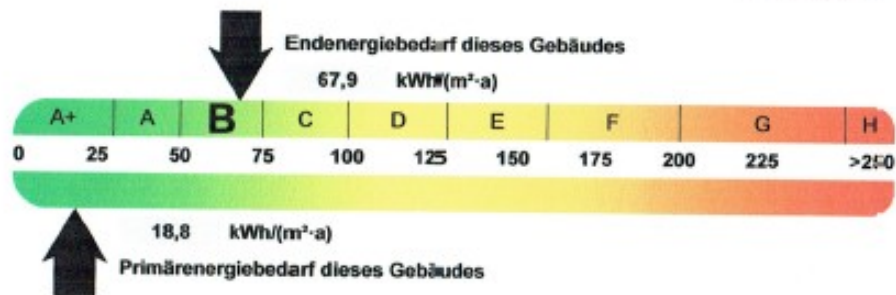 Endenergiebedarf dieses Gebäudes
67,9 kWh/(m²·a)
A+ A B C D E F G H
0 25 50 75 100 125 150 175 200 225 >250
18,8 kWh/(m²·a)
Primärenergiebedarf dieses Gebäudes